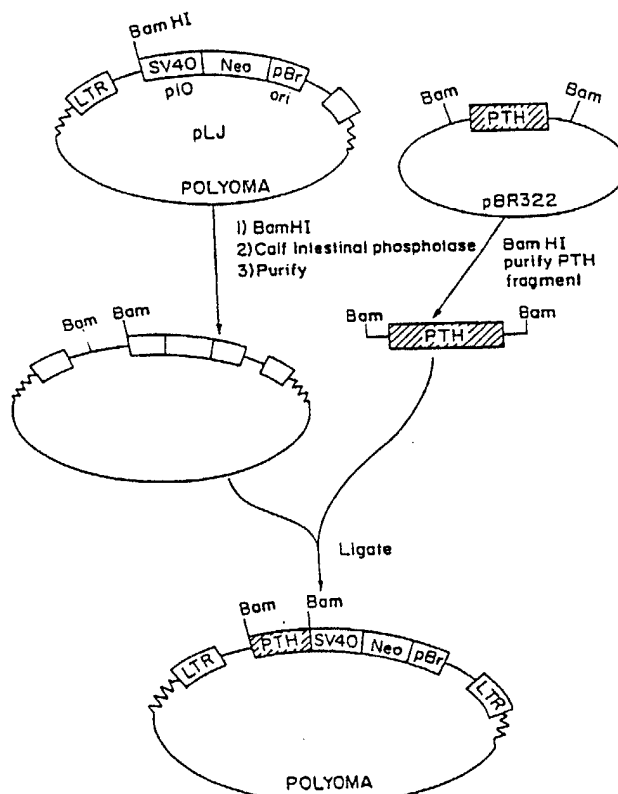 Bam HI
LTR
SV40
Neo
pBr
pIO
ori
pLJ
POLYOMA
Bam
Bam
PTH
pBR322
1) BamHI
2) Calf Intestinal phosphotase
3) Purify
Bam HI
purify PTH
fragment
Bam
Bam
PTH
Bam
Bam
Ligate
Bam
Bam
LTR
PTH
SV40
Neo
pBr
LTR
POLYOMA